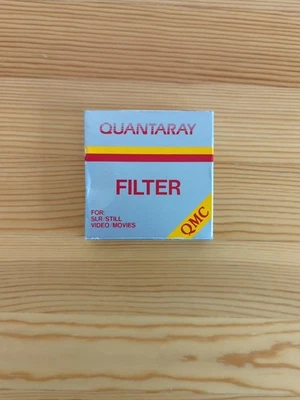 QUANTARAY
FILTER
FOR:
SLR/STILL
VIDEO/MOVIES
QMC